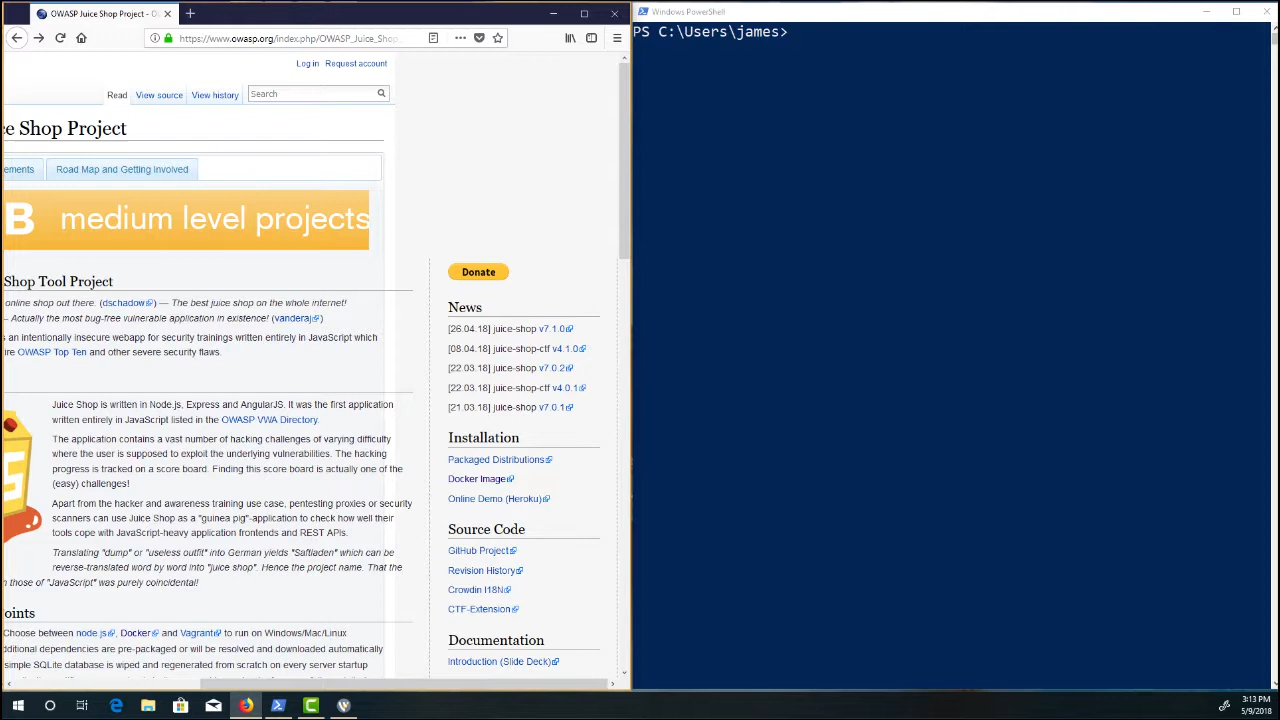 OWASP Juice Shop Project - O
https://www.owasp.org/index.php/OWASP_Juice_Shop_
Log in Request account
Read View source View history Search
ce Shop Project
ements Road Map and Getting Involved
B medium level projects
Shop Tool Project
online shop out there. (dschadow) — The best juice shop on the whole internet!
— Actually the most bug-free vulnerable application in existence! (vanderaj)
s an intentionally insecure webapp for security trainings written entirely in JavaScript which
ire OWASP Top Ten and other severe security flaws.
Juice Shop is written in Node.js, Express and AngularJS. It was the first application
written entirely in JavaScript listed in the OWASP VWA Directory.
The application contains a vast number of hacking challenges of varying difficulty
where the user is supposed to exploit the underlying vulnerabilities. The hacking
progress is tracked on a score board. Finding this score board is actually one of the
(easy) challenges!
Apart from the hacker and awareness training use case, pentesting proxies or security
scanners can use Juice Shop as a "guinea pig"-application to check how well their
tools cope with JavaScript-heavy application frontends and REST APIs.
Translating "dump" or "useless outfit" into German yields "Saftladen" which can be
reverse-translated word by word into "juice shop". Hence the project name. That the
n those of "JavaScript" was purely coincidental!
oints
Choose between node.js, Docker and Vagrant to run on Windows/Mac/Linux
dditional dependencies are pre-packaged or will be resolved and downloaded automatically
simple SQLite database is wiped and regenerated from scratch on every server startup
Donate
News
[26.04.18] juice-shop v7.1.0
[08.04.18] juice-shop-ctf v4.1.0
[22.03.18] juice-shop v7.0.2
[22.03.18] juice-shop-ctf v4.0.1
[21.03.18] juice-shop v7.0.1
Installation
Packaged Distributions
Docker Image
Online Demo (Heroku)
Source Code
GitHub Project
Revision History
Crowdin I18N
CTF-Extension
Documentation
Introduction (Slide Deck)
Windows PowerShell
PS C:\Users\james>
3:13 PM
5/9/2018